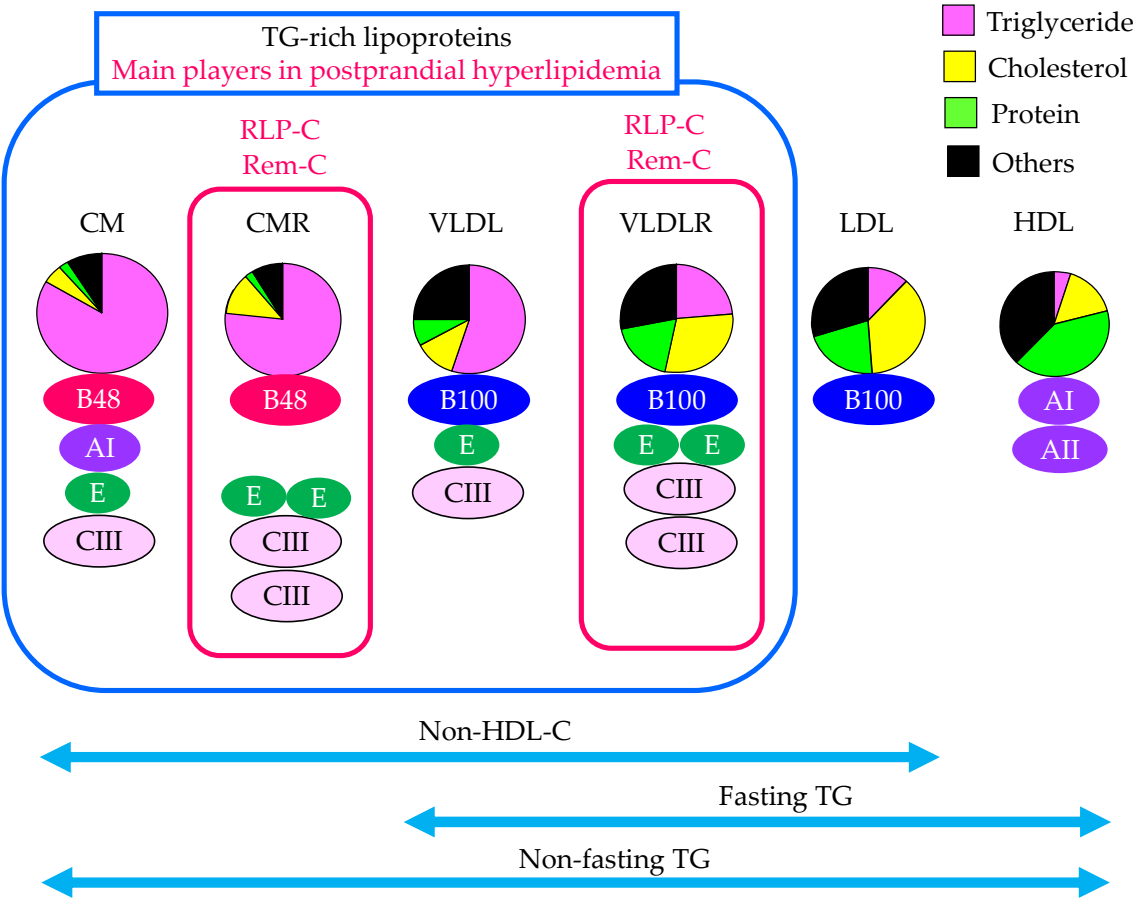 TG-rich lipoproteins
Main players in postprandial hyperlipidemia
Triglyceride
Cholesterol
Protein
Others
RLP-C
Rem-C
RLP-C
Rem-C
CM
CMR
VLDL
VLDLR
LDL
HDL
B48
AI
E
CIII
B48
E E
CIII
CIII
B100
E
CIII
B100
E E
CIII
CIII
B100
AI
AII
Non-HDL-C
Fasting TG
Non-fasting TG